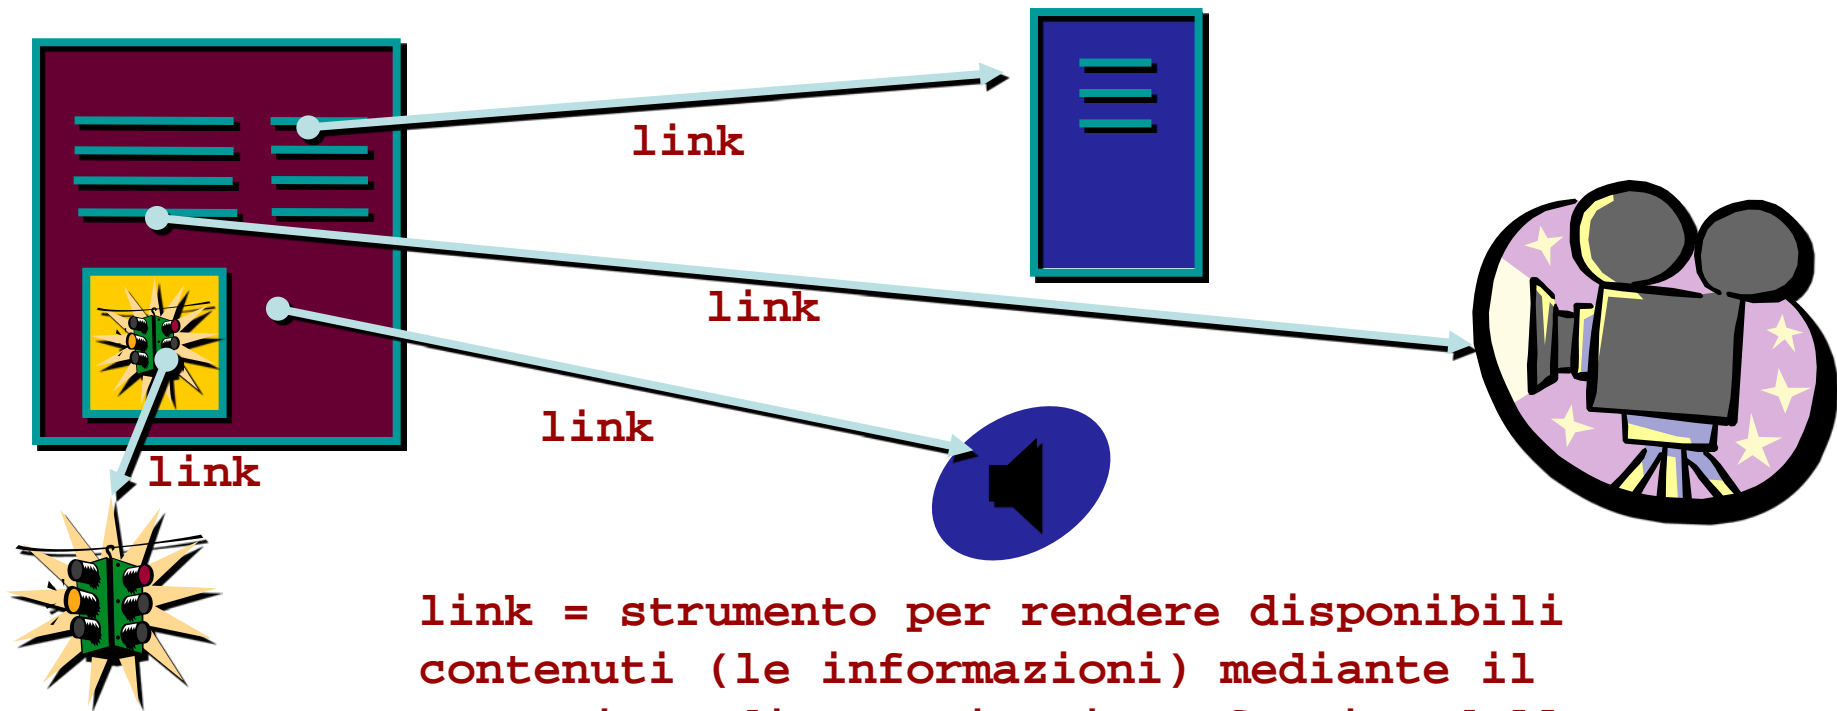 link
link
link
link
link = strumento per rendere disponibili
contenuti (le informazioni) mediante il